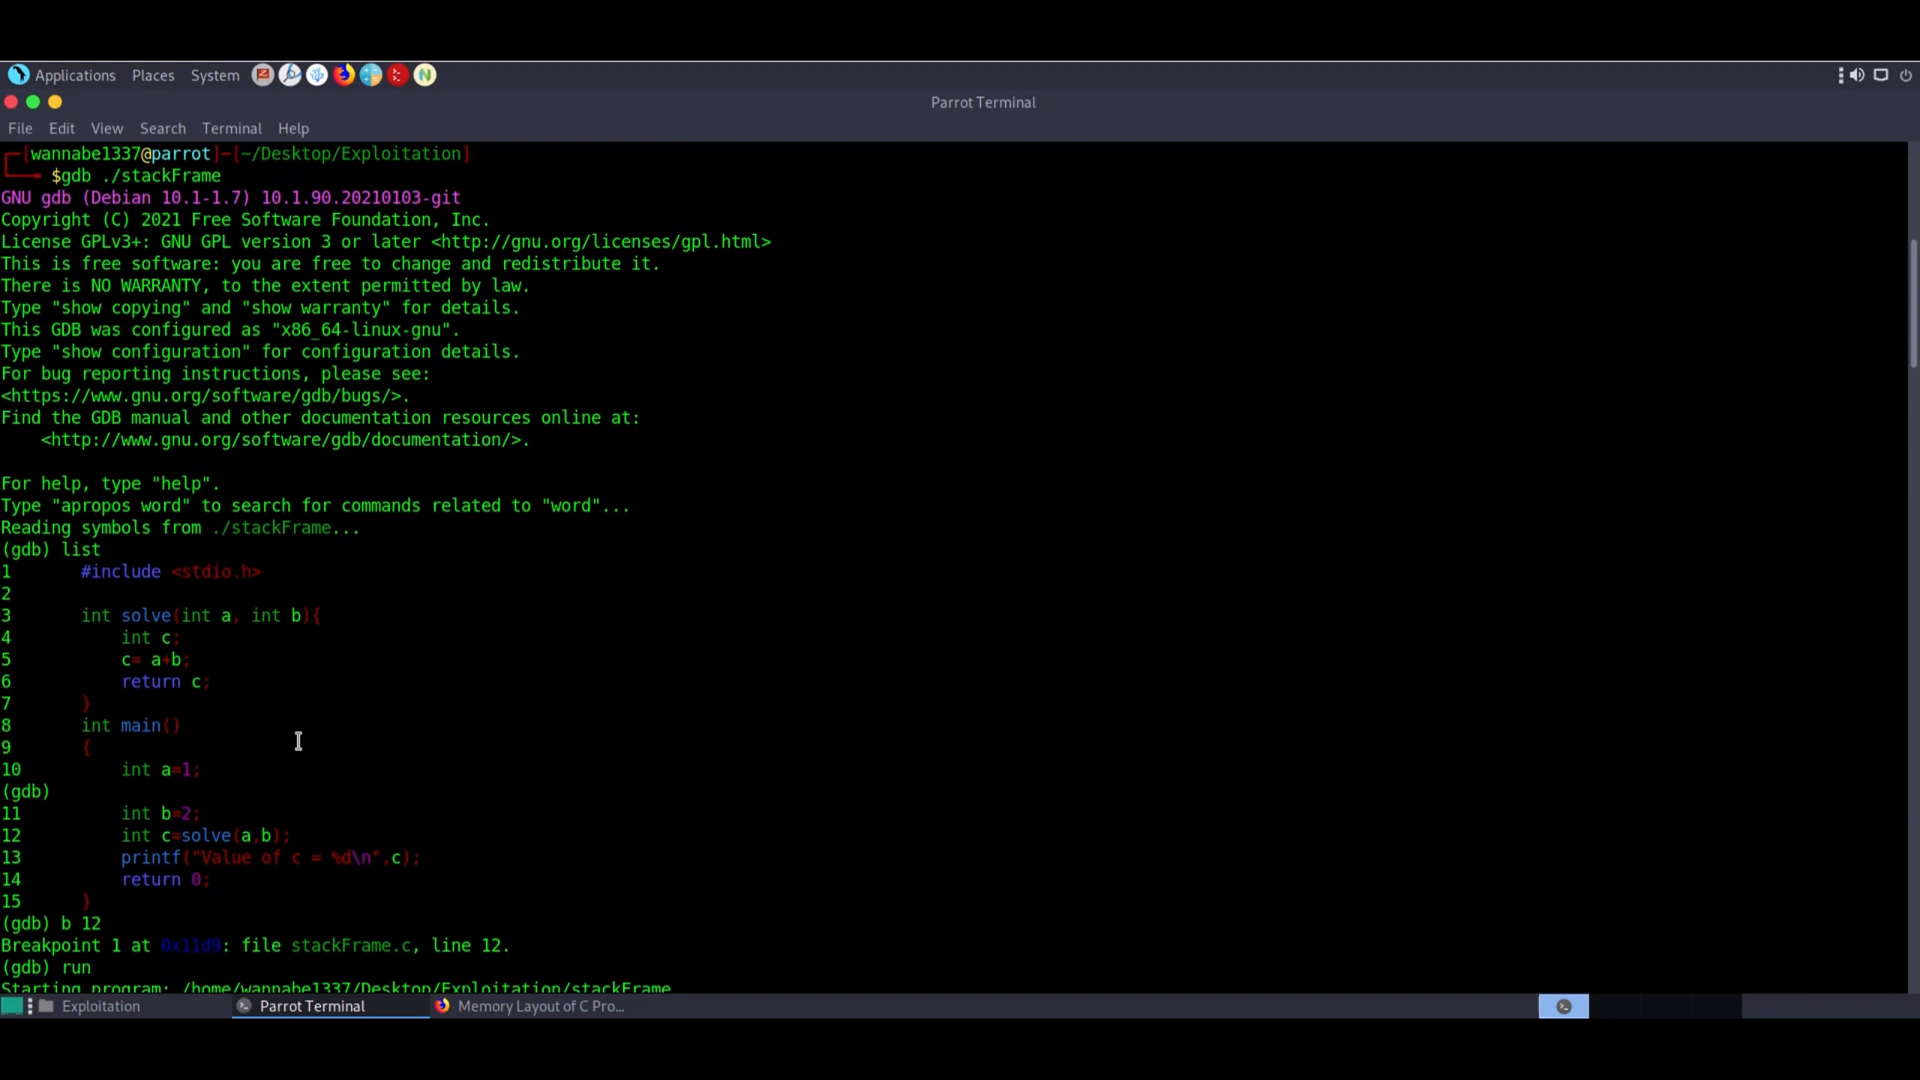 Applications Places System
Parrot Terminal
File Edit View Search Terminal Help
[wannabe1337@parrot]-[~/Desktop/Exploitation]
$gdb ./stackFrame
GNU gdb (Debian 10.1-1.7) 10.1.90.20210103-git
Copyright (C) 2021 Free Software Foundation, Inc.
License GPLv3+: GNU GPL version 3 or later <http://gnu.org/licenses/gpl.html>
This is free software: you are free to change and redistribute it.
There is NO WARRANTY, to the extent permitted by law.
Type "show copying" and "show warranty" for details.
This GDB was configured as "x86_64-linux-gnu".
Type "show configuration" for configuration details.
For bug reporting instructions, please see:
<https://www.gnu.org/software/gdb/bugs/>.
Find the GDB manual and other documentation resources online at:
    <http://www.gnu.org/software/gdb/documentation/>.
For help, type "help".
Type "apropos word" to search for commands related to "word"...
Reading symbols from ./stackFrame...
(gdb) list
1       #include <stdio.h>
2
3       int solve(int a, int b){
4           int c;
5           c= a+b;
6           return c;
7       }
8       int main()
9       {
10          int a=1;
(gdb)
11          int b=2;
12          int c=solve(a,b);
13          printf("Value of c = %d\n",c);
14          return 0;
15      }
(gdb) b 12
Breakpoint 1 at 0x11d9: file stackFrame.c, line 12.
(gdb) run
Starting program: /home/wannabe1337/Desktop/Exploitation/stackFrame
Exploitation Parrot Terminal Memory Layout of C Pro...